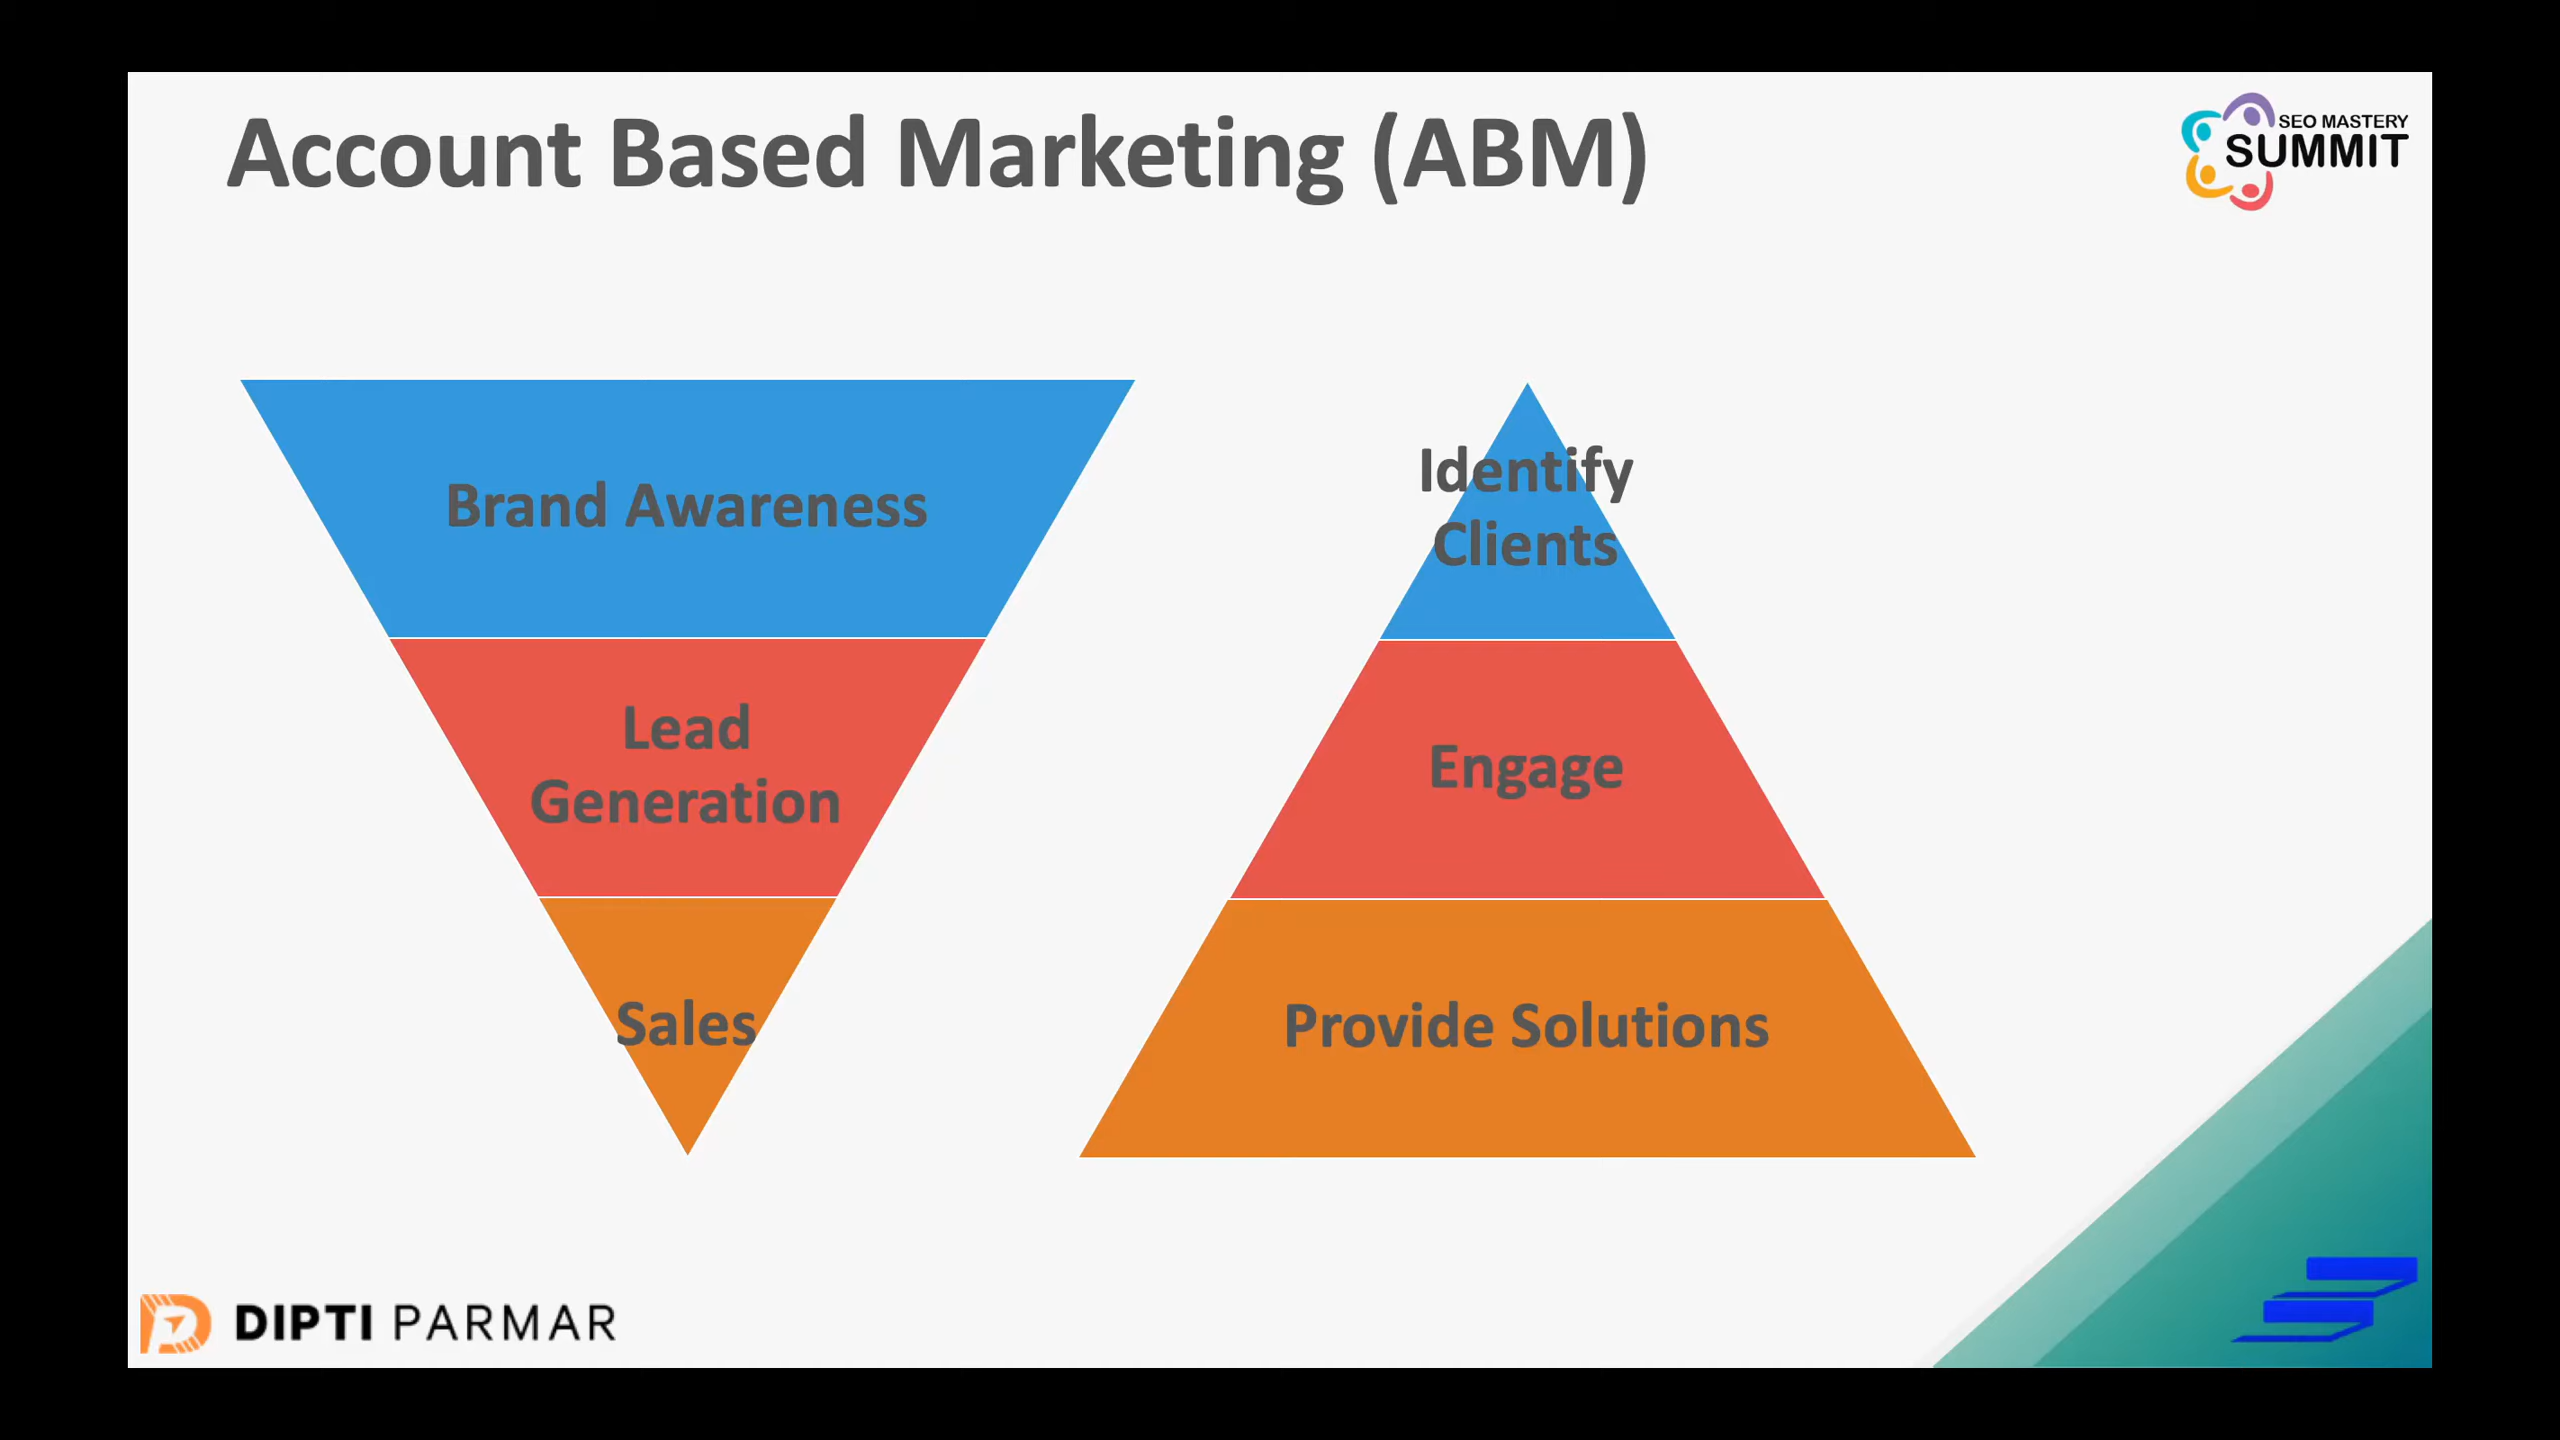 Account Based Marketing (ABM)
SEO MASTERY
SUMMIT
Brand Awareness
Lead
Generation
Sales
Identify
Clients
Engage
Provide Solutions
DIPTI PARMAR